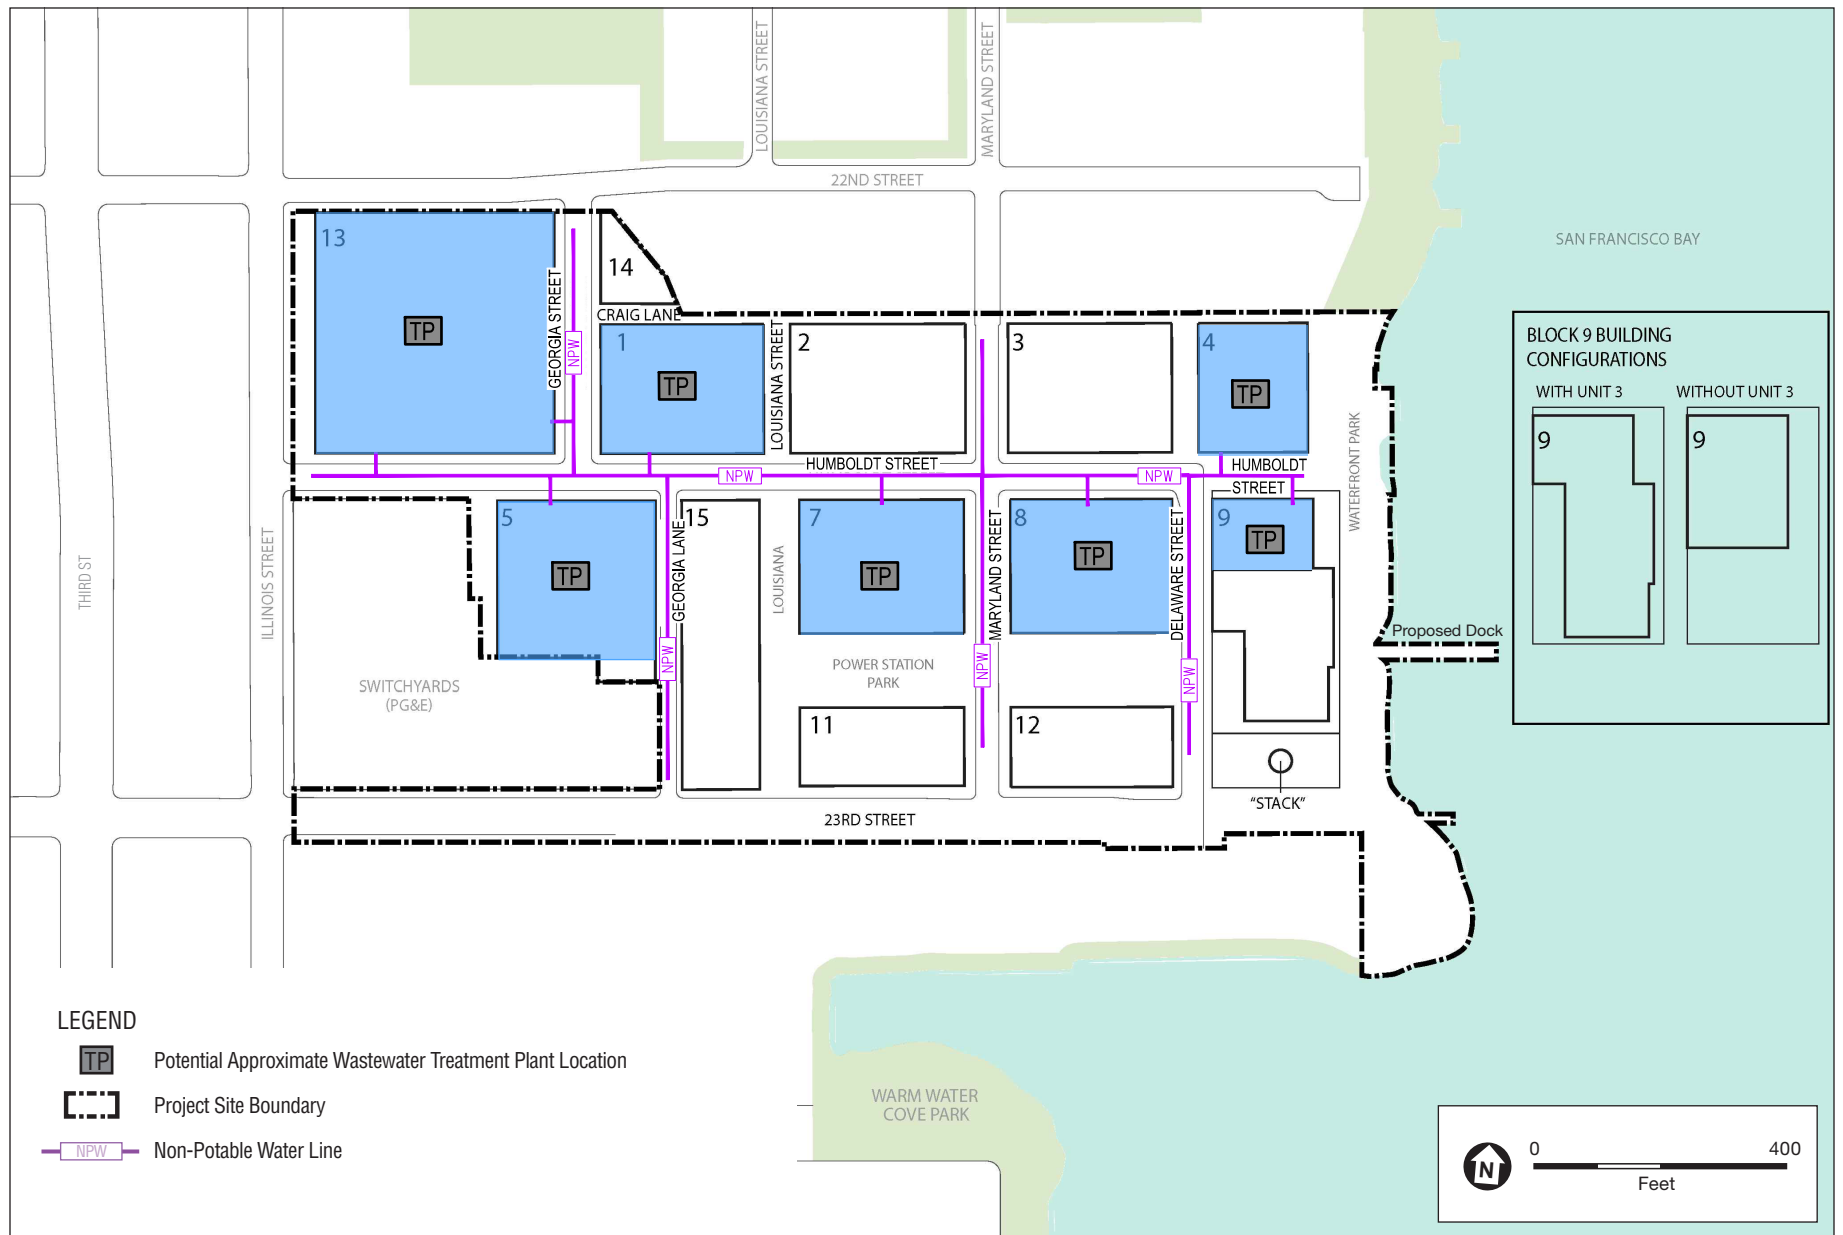 LOUISIANA STREET
MARYLAND STREET
22ND STREET
SAN FRANCISCO BAY
13
TP
GEORGIA STREET
NPW
14
CRAIG LANE
1
TP
LOUISIANA STREET
2
3
4
TP
WATERFRONT PARK
HUMBOLDT STREET
NPW
NPW
HUMBOLDT
STREET
THIRD ST
ILLINOIS STREET
5
TP
GEORGIA LANE
NPW
15
LOUISIANA
7
TP
MARYLAND STREET
NPW
8
TP
DELAWARE STREET
NPW
9
TP
Proposed Dock
SWITCHYARDS
(PG&E)
POWER STATION
PARK
11
12
"STACK"
23RD STREET
BLOCK 9 BUILDING
CONFIGURATIONS
WITH UNIT 3
WITHOUT UNIT 3
9
9
WARM WATER
COVE PARK
LEGEND
TP Potential Approximate Wastewater Treatment Plant Location
Project Site Boundary
NPW Non-Potable Water Line
N
0 400
Feet